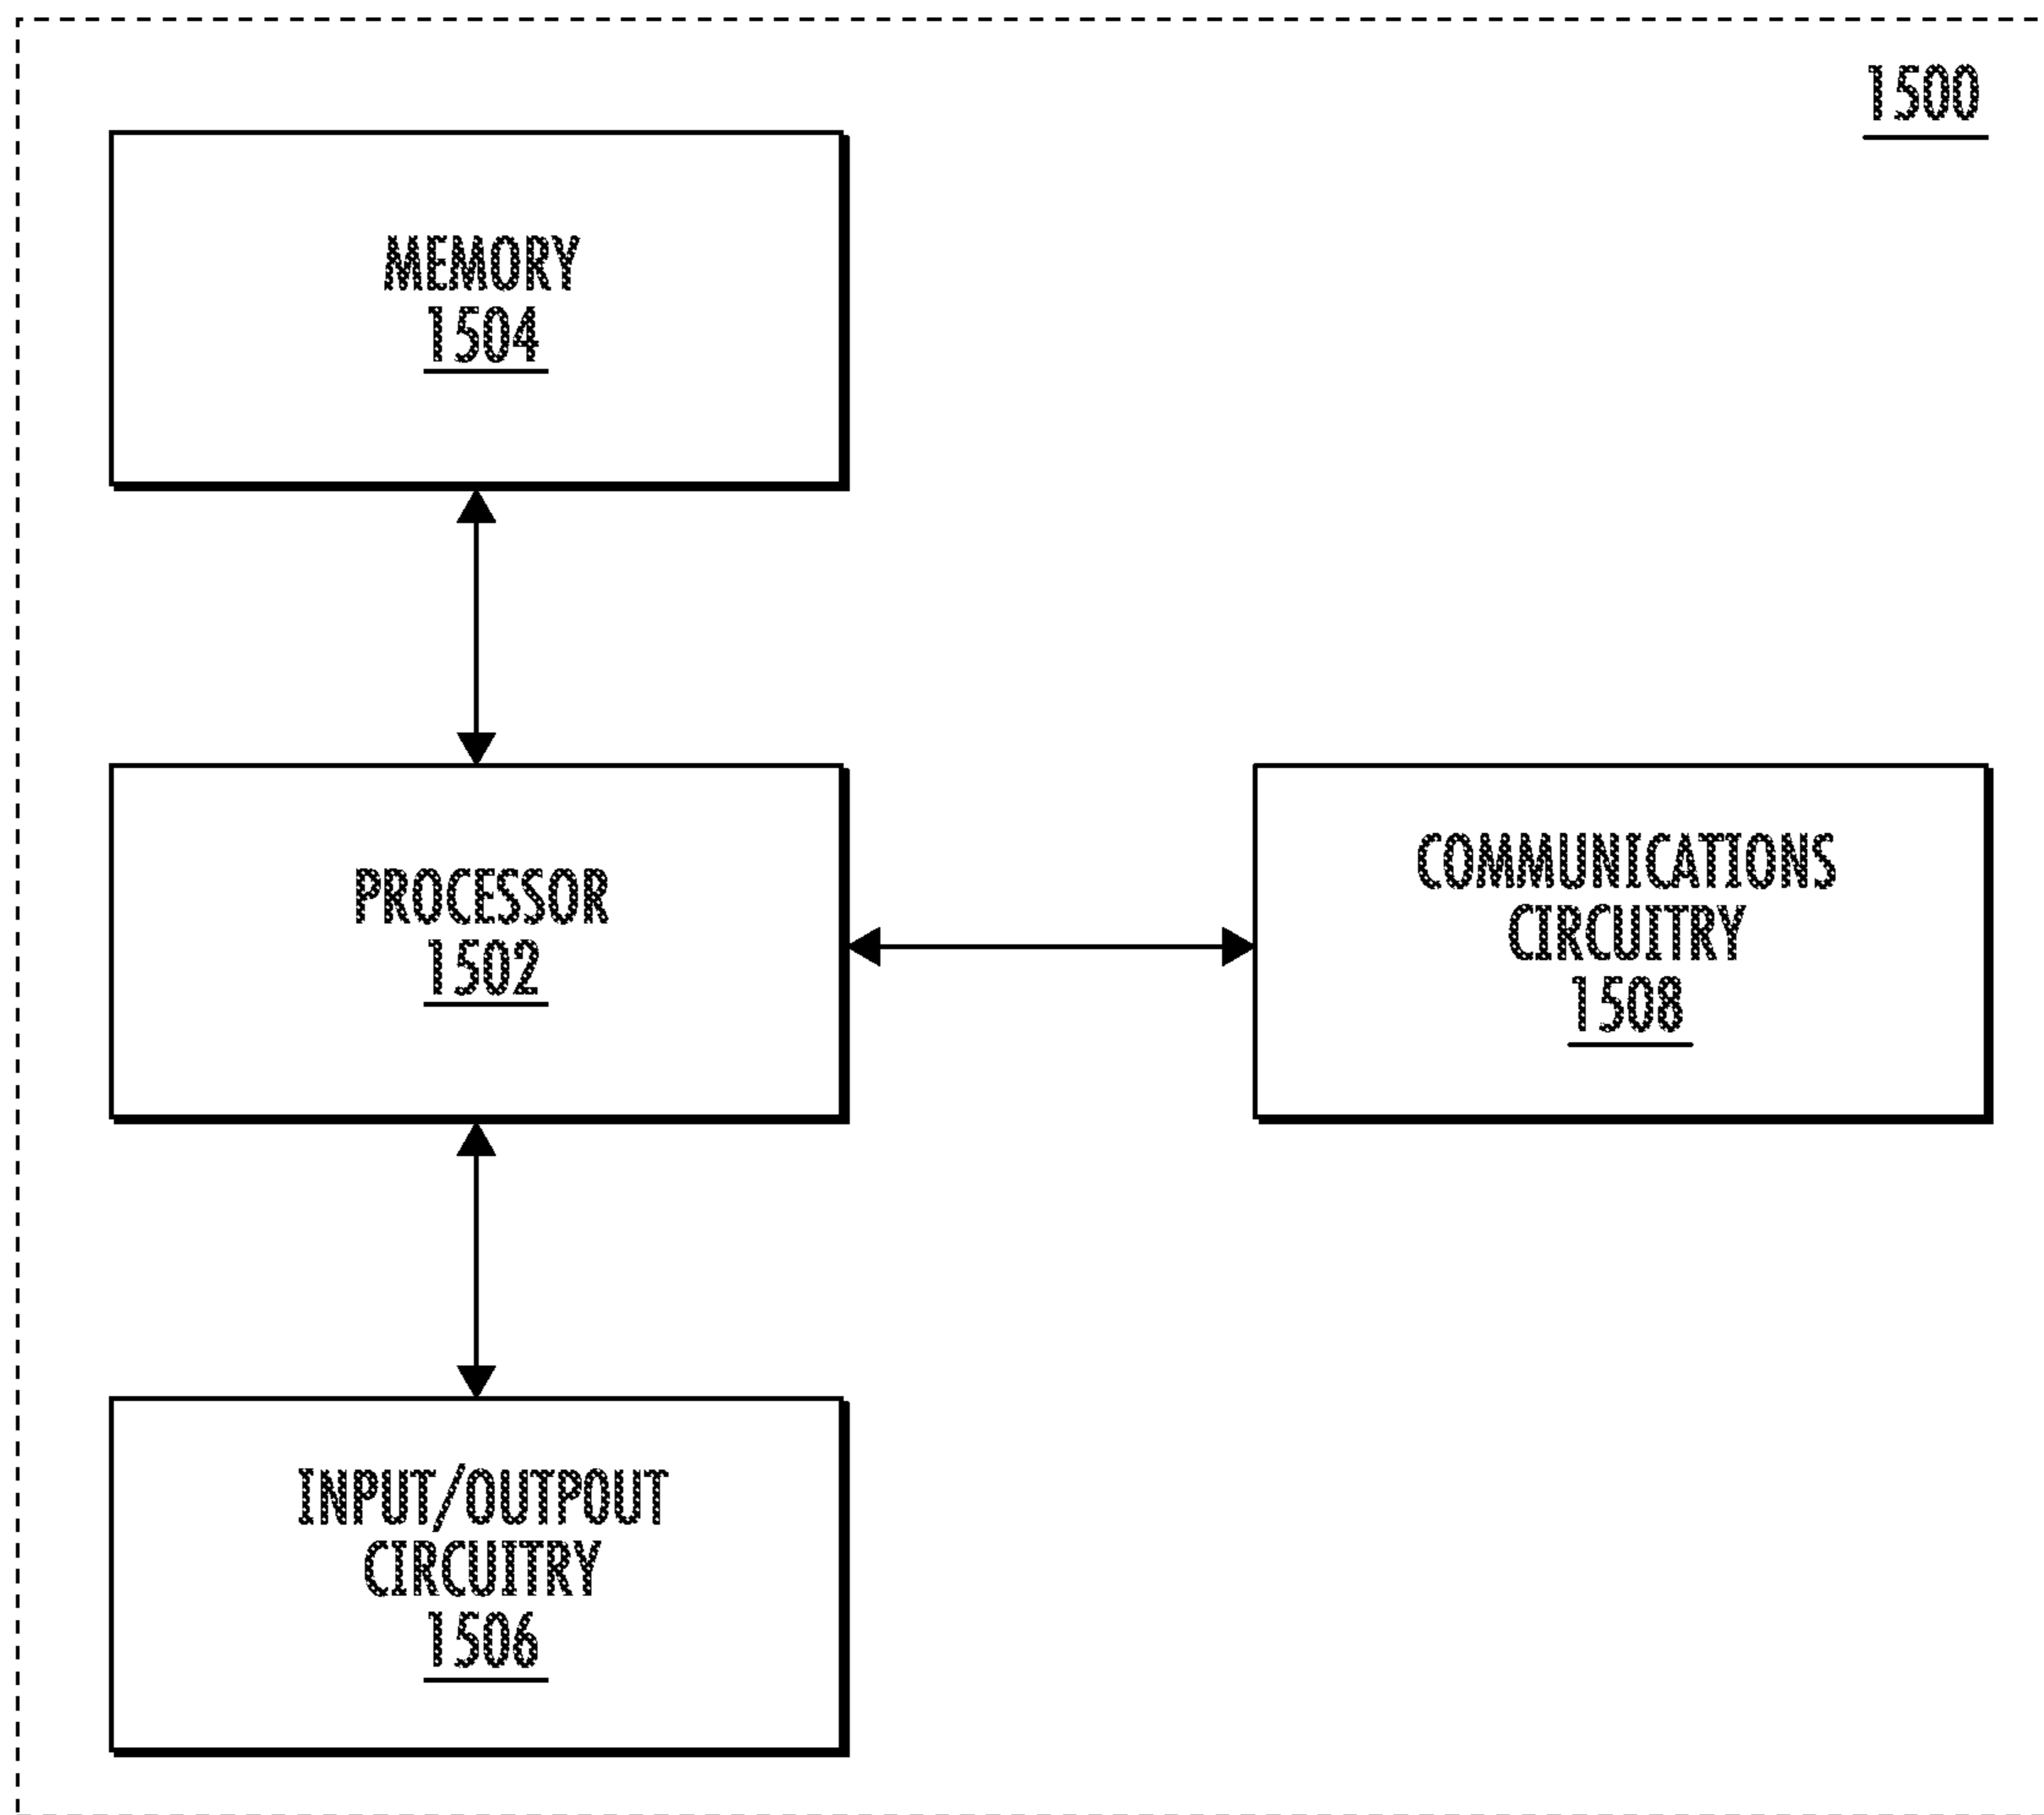 1500
MEMORY
1504
PROCESSOR
1502
COMMUNICATIONS
CIRCUITRY
1508
INPUT/OUTPOUT
CIRCUITRY
1506